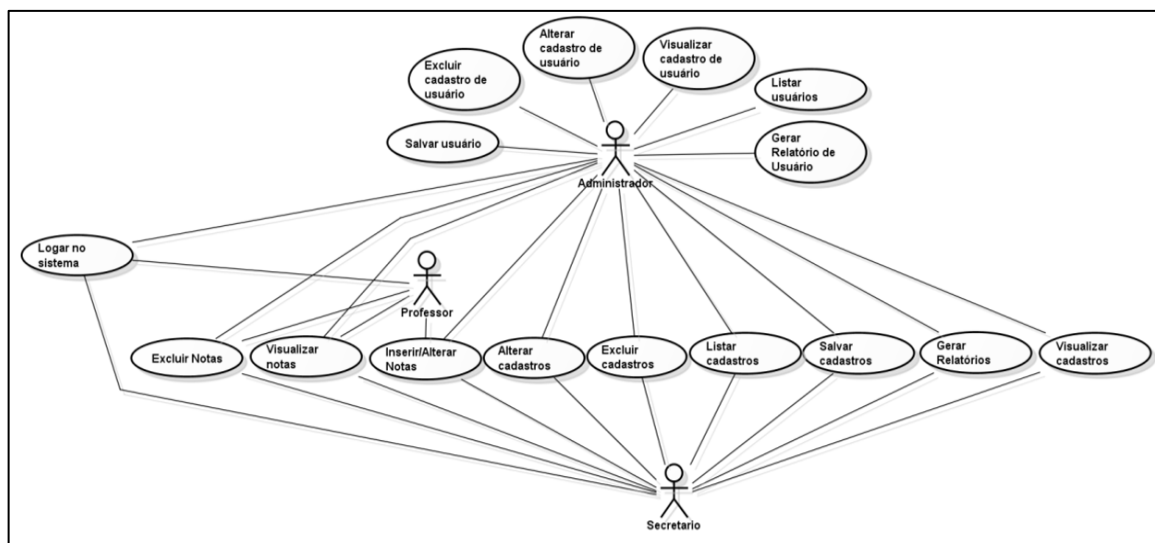 Alterar
cadastro de
usuário
Visualizar
cadastro de
usuário
Excluir
cadastro de
usuário
Listar
usuários
Salvar usuário
Gerar
Relatório de
Usuário
Administrador
Logar no
sistema
Professor
Excluir Notas
Visualizar
notas
Inserir/Alterar
Notas
Alterar
cadastros
Excluir
cadastros
Listar
cadastros
Salvar
cadastros
Gerar
Relatórios
Visualizar
cadastros
Secretario